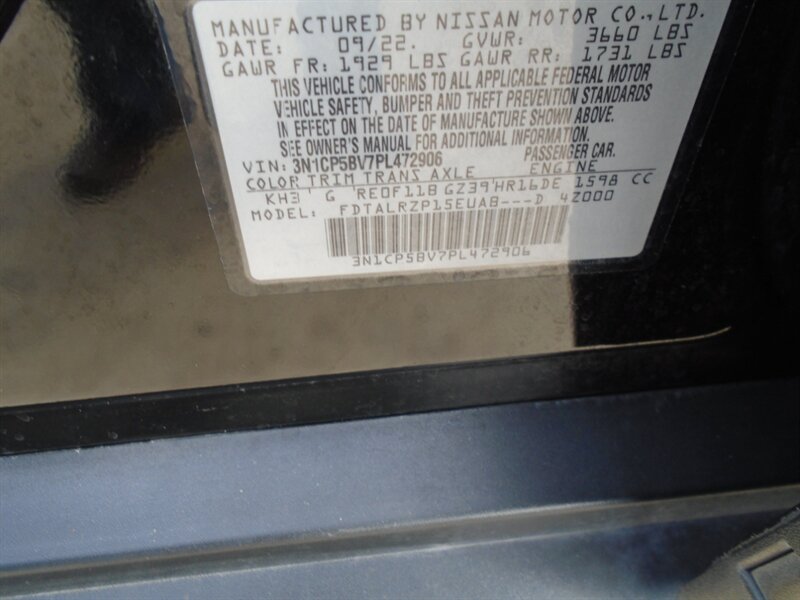 MANUFACTURED BY NISSAN MOTOR CO., LTD.
DATE: 09/22. GVWR: 3660 LBS
GAWR FR: 1929 LBS GAWR RR: 1731 LBS
THIS VEHICLE CONFORMS TO ALL APPLICABLE FEDERAL MOTOR
VEHICLE SAFETY, BUMPER AND THEFT PREVENTION STANDARDS
IN EFFECT ON THE DATE OF MANUFACTURE SHOWN ABOVE.
SEE OWNER'S MANUAL FOR ADDITIONAL INFORMATION.
VIN: 3N1CP5BV7PL472906 PASSENGER CAR.
COLOR TRIM TRANS AXLE ENGINE
KH3 G RE0F11B GZ39 HR16DE 1598 CC
MODEL: FDTALRZP15EUAB---D 4Z000
3N1CP5BV7PL472906